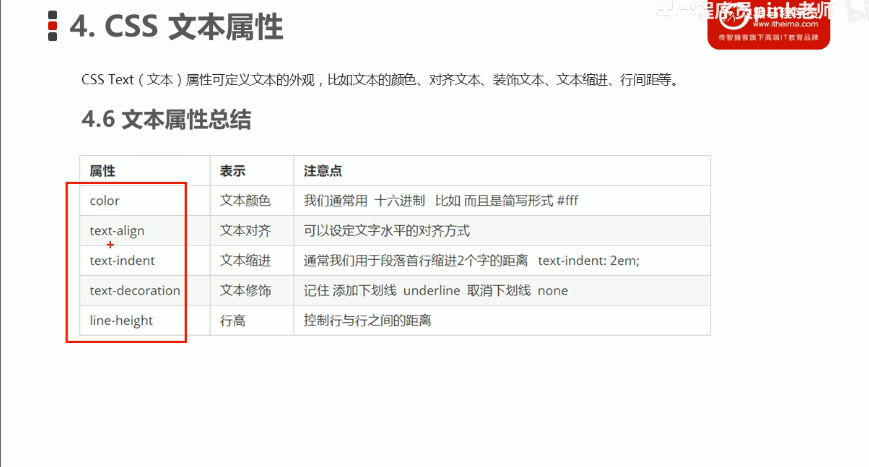 4. CSS 文本属性
程序员pink老师
www.itheima.com
传智播客旗下高端IT教育品牌
CSS Text（文本）属性可定义文本的外观，比如文本的颜色、对齐文本、装饰文本、文本缩进、行间距等。
4.6 文本属性总结
属性 表示 注意点
color 文本颜色 我们通常用 十六进制 比如 而且是简写形式 #fff
text-align 文本对齐 可以设定文字水平的对齐方式
text-indent 文本缩进 通常我们用于段落首行缩进2个字的距离 text-indent: 2em;
text-decoration 文本修饰 记住 添加下划线 underline 取消下划线 none
line-height 行高 控制行与行之间的距离